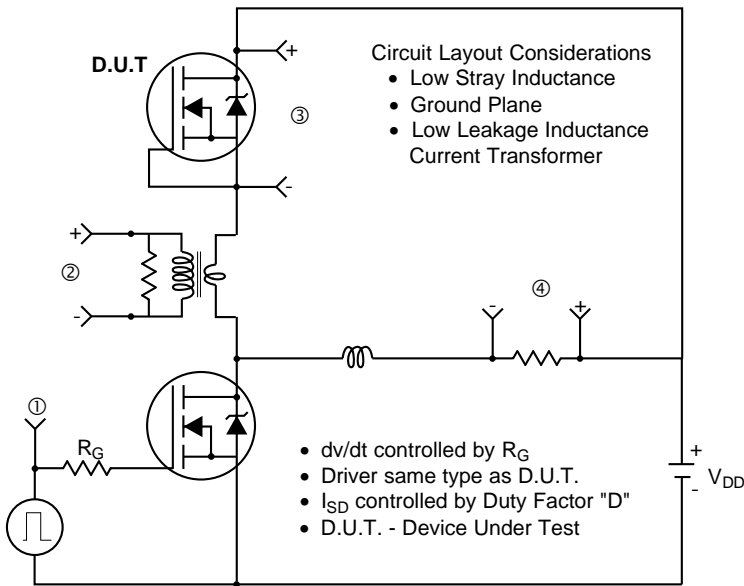 D.U.T
+
③
-
Circuit Layout Considerations
• Low Stray Inductance
• Ground Plane
• Low Leakage Inductance
Current Transformer
+
②
-
④
-
+
①
R_G
• dv/dt controlled by R_G
• Driver same type as D.U.T.
• I_SD controlled by Duty Factor "D"
• D.U.T. - Device Under Test
+
-
V_DD